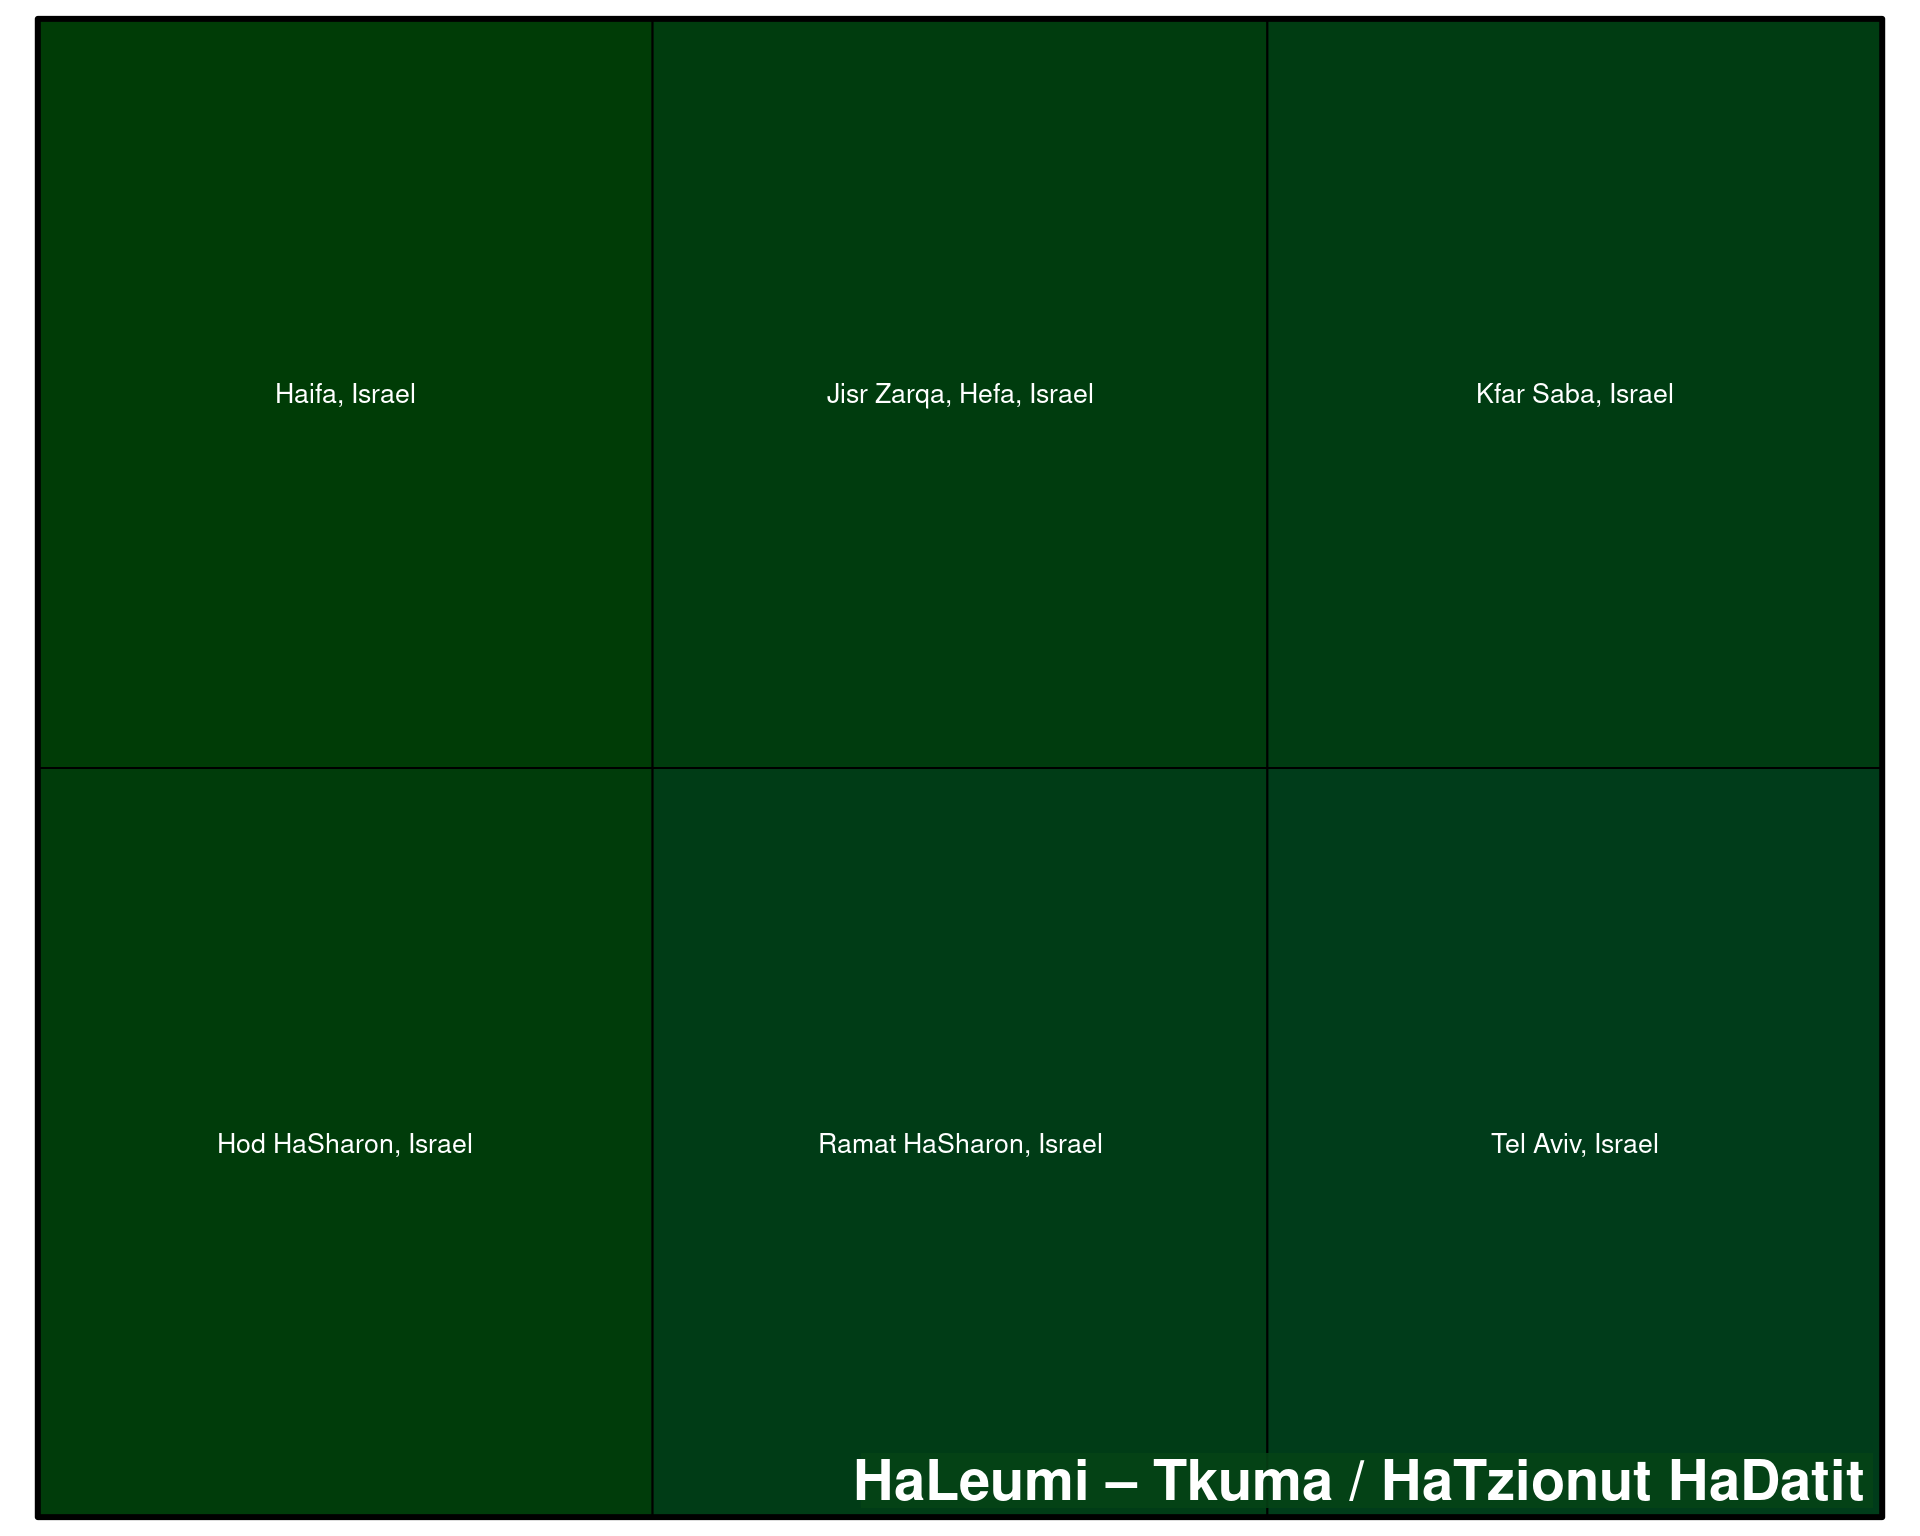 Haifa, Israel
Jisr Zarqa, Hefa, Israel
Kfar Saba, Israel
Hod HaSharon, Israel
Ramat HaSharon, Israel
Tel Aviv, Israel
HaLeumi – Tkuma / HaTzionut HaDatit